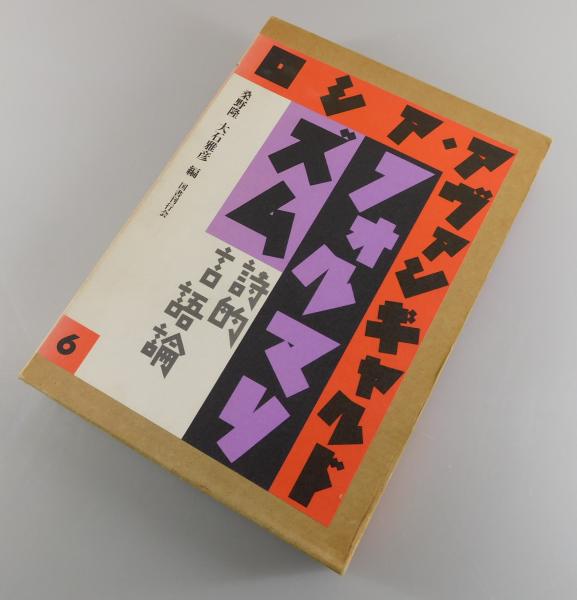 ロシア・アヴァンギャルド
フォルマリ
ズム
詩的
言語論
桑野隆 大石雅彦 編 国書刊行会
6